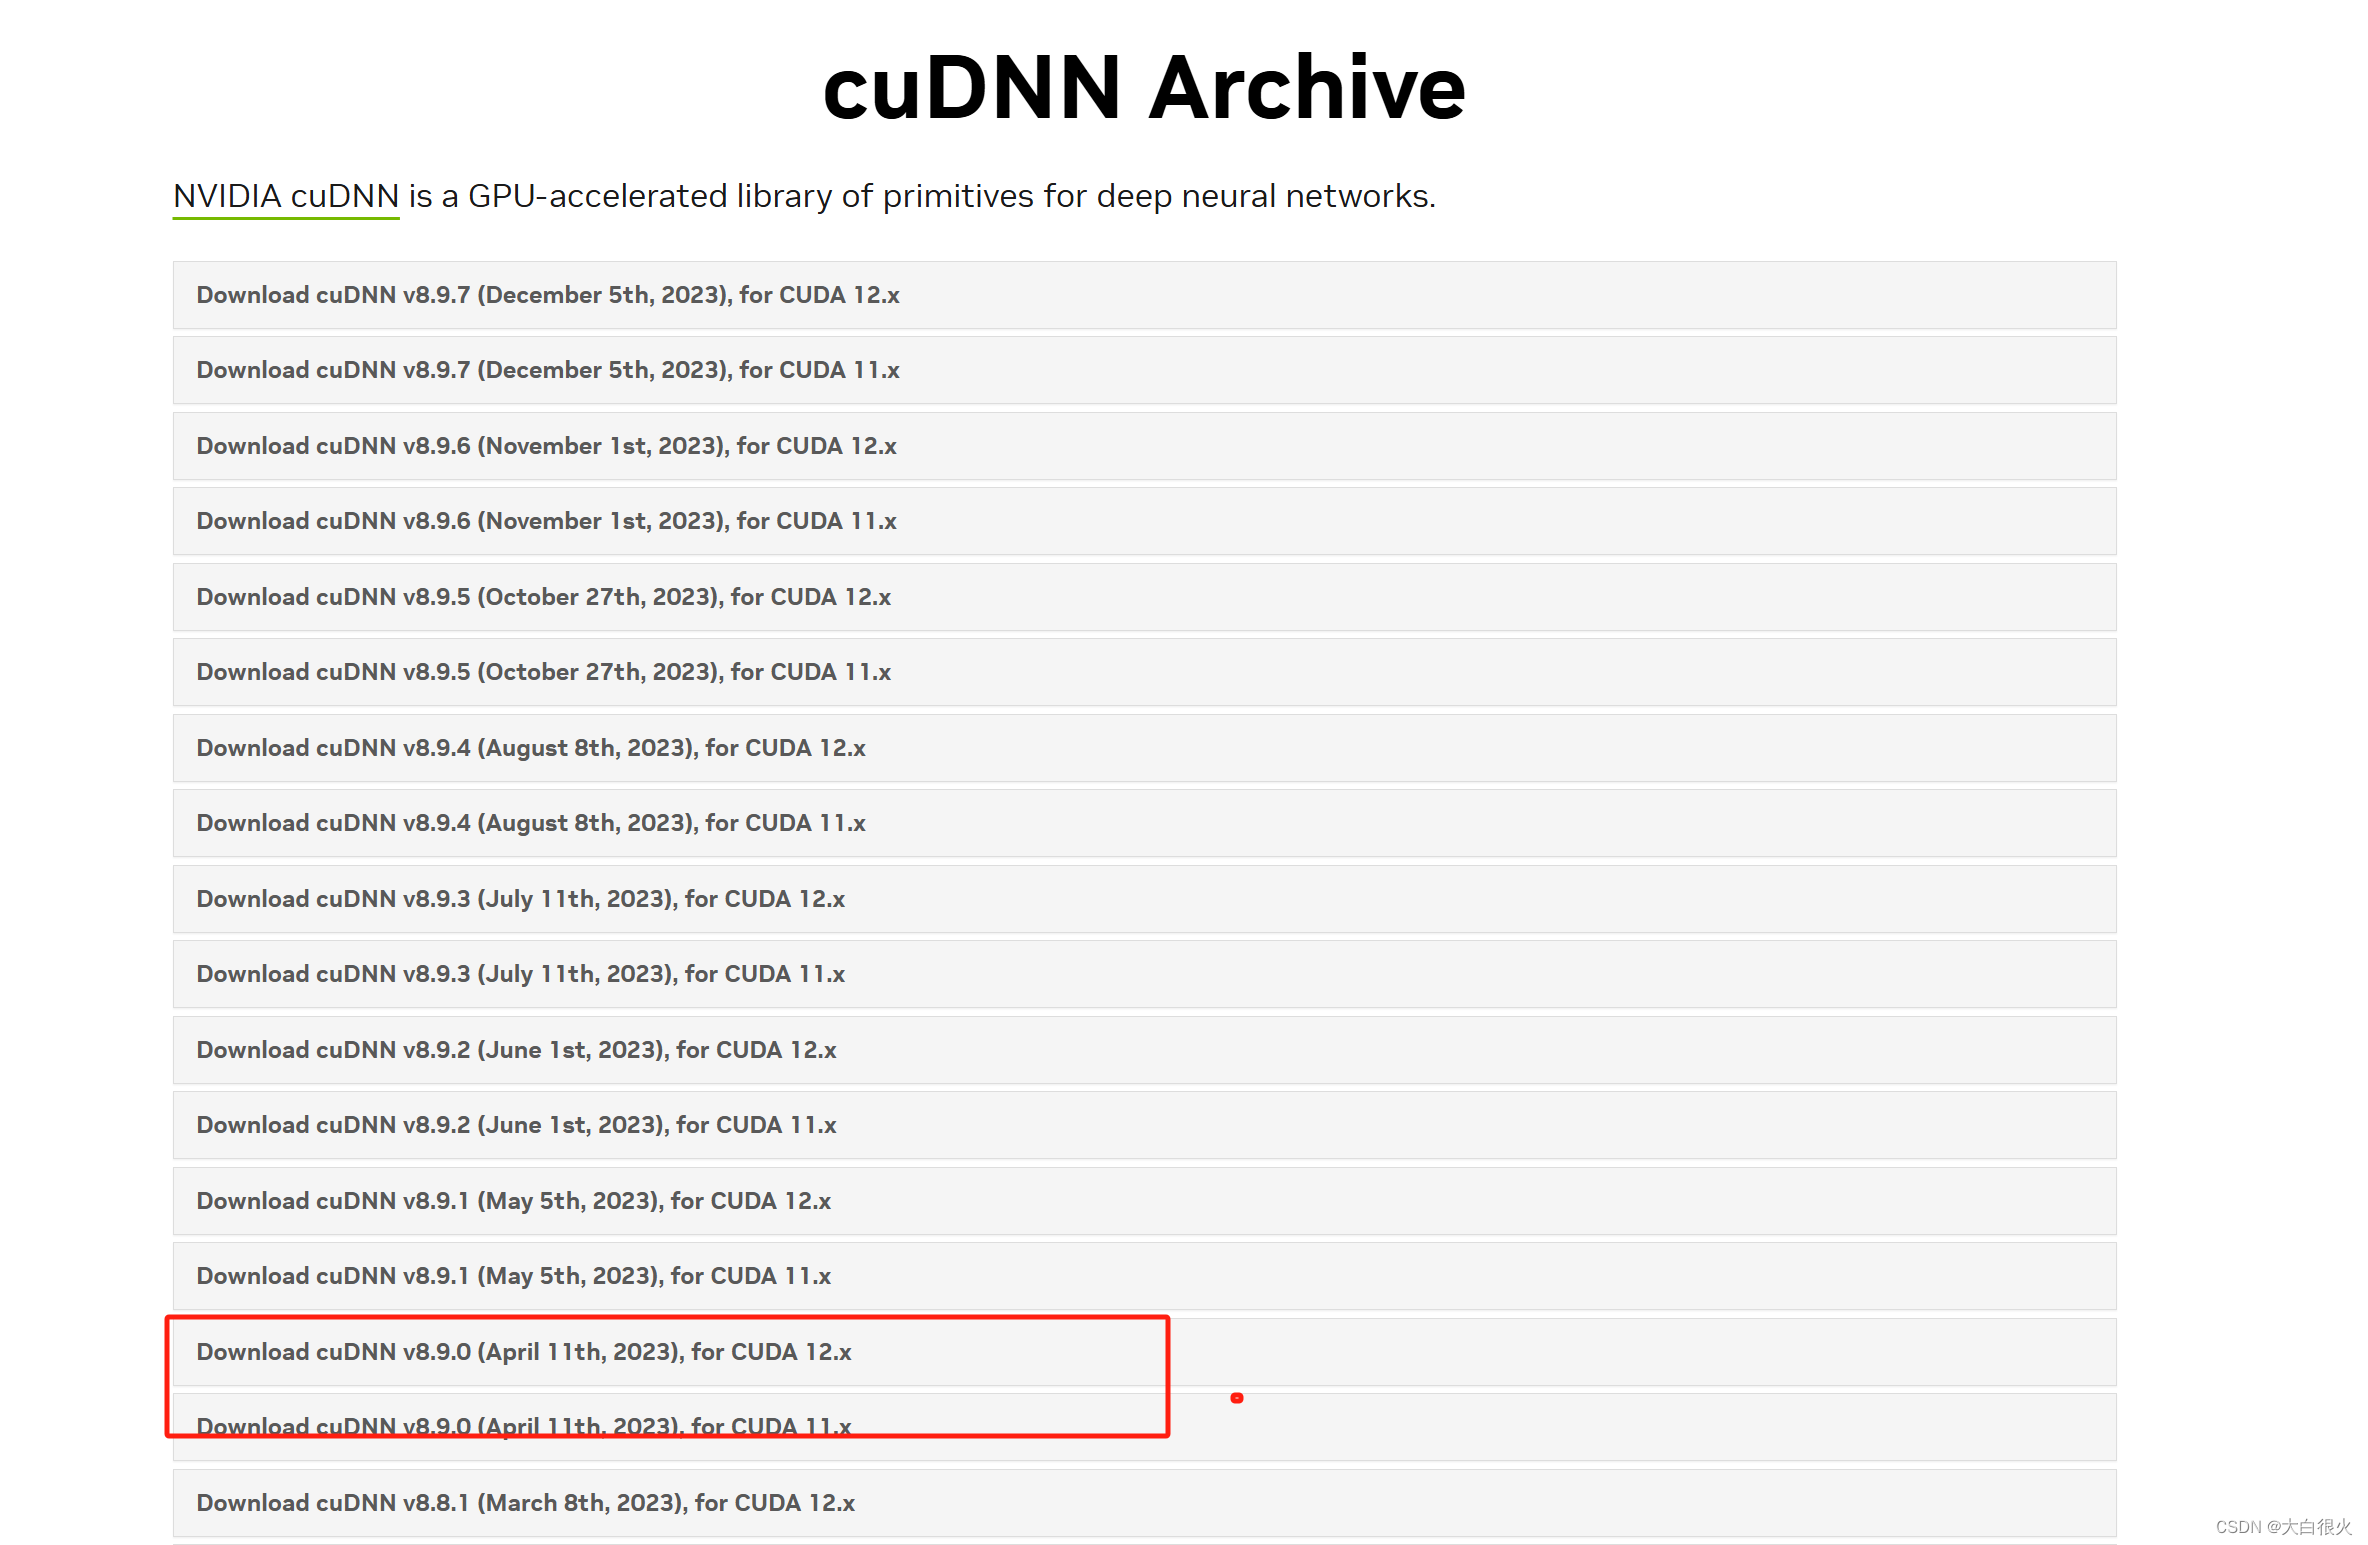 cuDNN Archive
NVIDIA cuDNN is a GPU-accelerated library of primitives for deep neural networks.
Download cuDNN v8.9.7 (December 5th, 2023), for CUDA 12.x
Download cuDNN v8.9.7 (December 5th, 2023), for CUDA 11.x
Download cuDNN v8.9.6 (November 1st, 2023), for CUDA 12.x
Download cuDNN v8.9.6 (November 1st, 2023), for CUDA 11.x
Download cuDNN v8.9.5 (October 27th, 2023), for CUDA 12.x
Download cuDNN v8.9.5 (October 27th, 2023), for CUDA 11.x
Download cuDNN v8.9.4 (August 8th, 2023), for CUDA 12.x
Download cuDNN v8.9.4 (August 8th, 2023), for CUDA 11.x
Download cuDNN v8.9.3 (July 11th, 2023), for CUDA 12.x
Download cuDNN v8.9.3 (July 11th, 2023), for CUDA 11.x
Download cuDNN v8.9.2 (June 1st, 2023), for CUDA 12.x
Download cuDNN v8.9.2 (June 1st, 2023), for CUDA 11.x
Download cuDNN v8.9.1 (May 5th, 2023), for CUDA 12.x
Download cuDNN v8.9.1 (May 5th, 2023), for CUDA 11.x
Download cuDNN v8.9.0 (April 11th, 2023), for CUDA 12.x
Download cuDNN v8.9.0 (April 11th, 2023), for CUDA 11.x
Download cuDNN v8.8.1 (March 8th, 2023), for CUDA 12.x
CSDN @大白很火